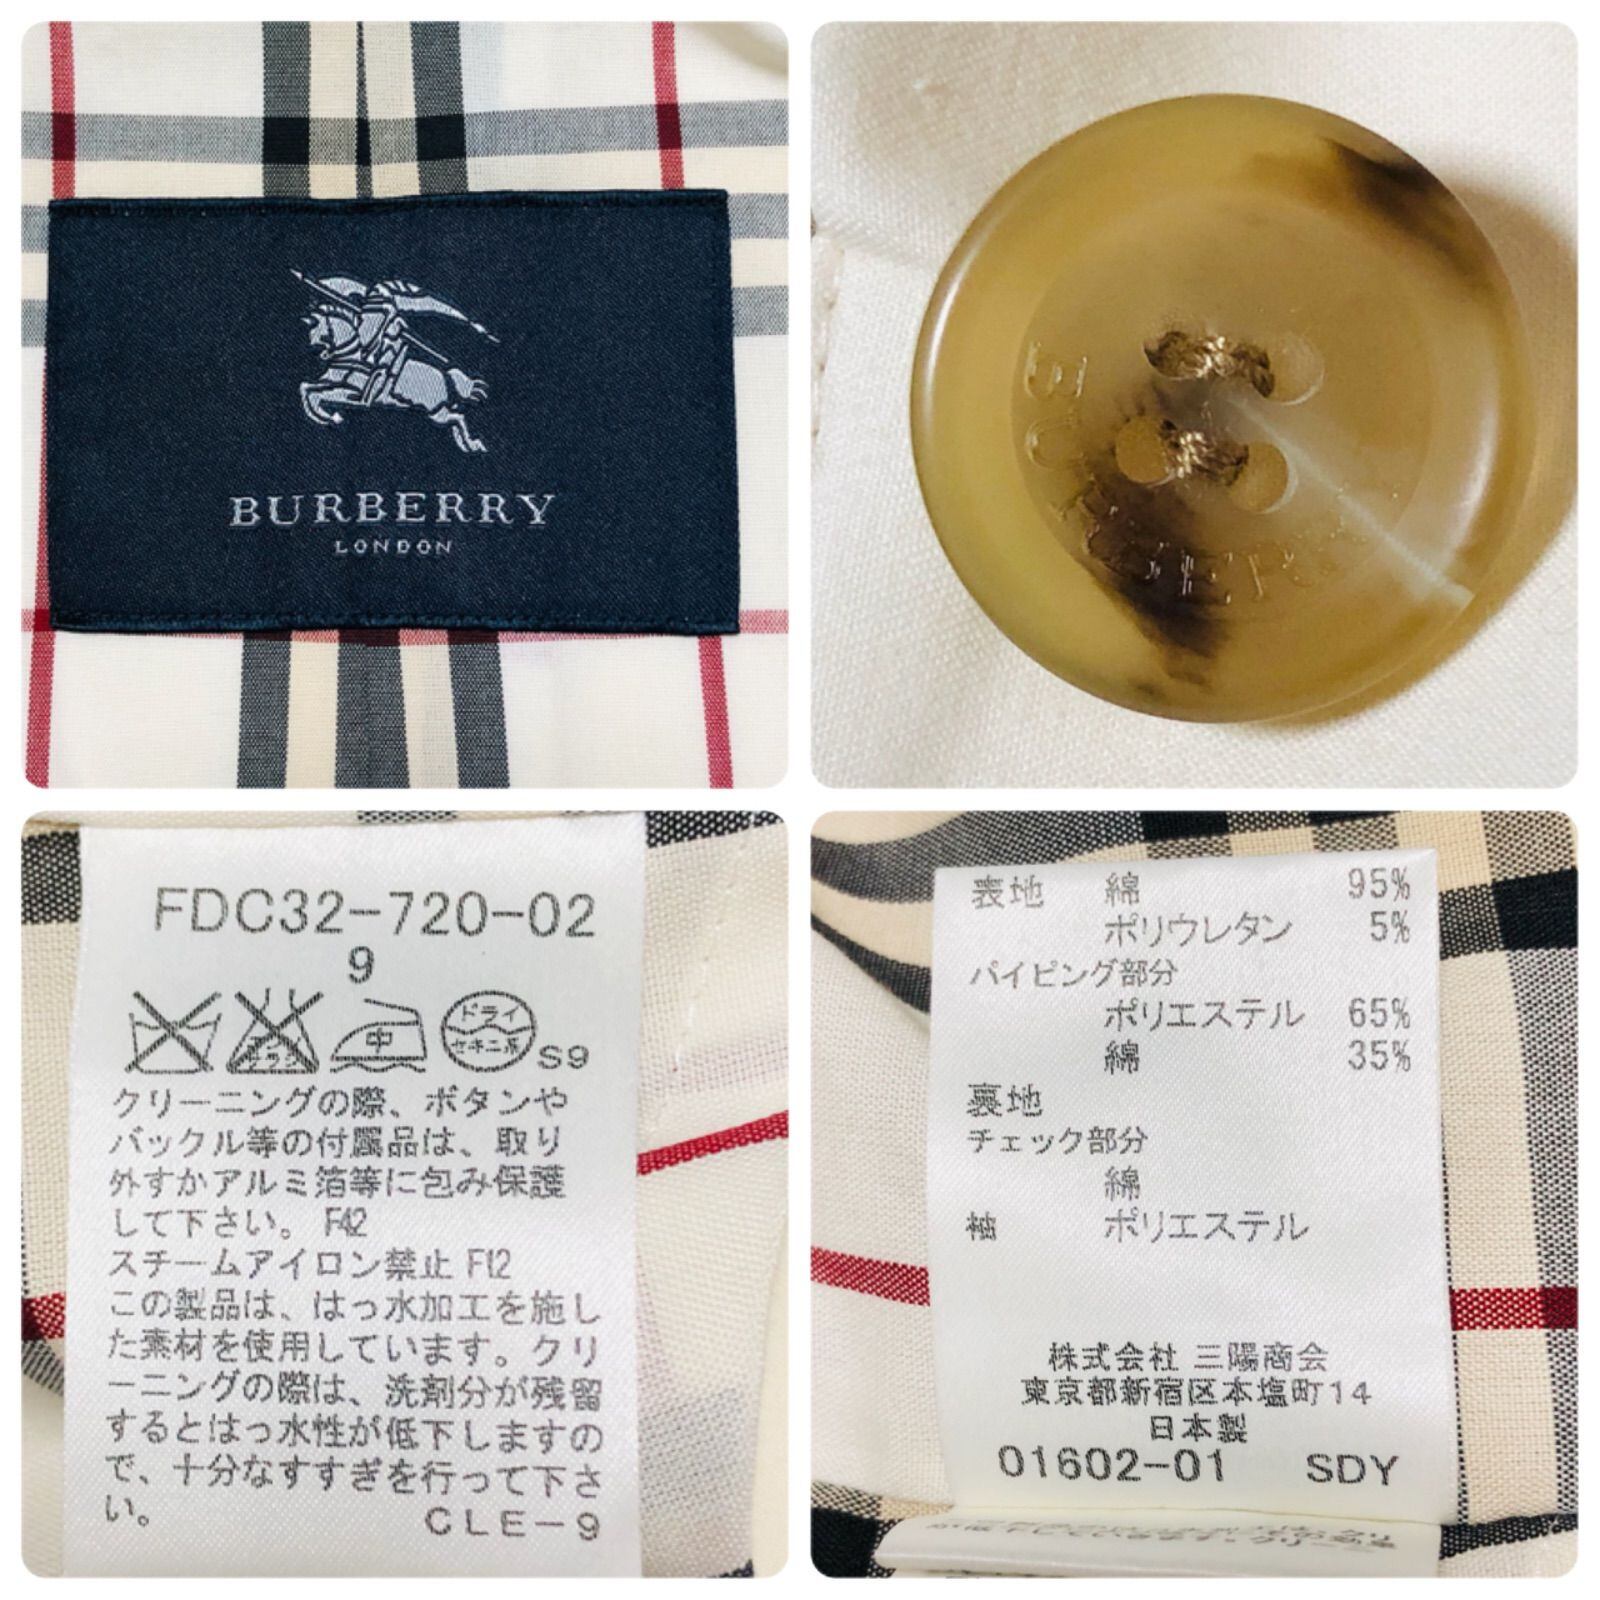 BURBERRY
LONDON
FDC32-720-02
9
中
ドライ
セキユ系
S9
クリーニングの際、ボタンや
バックル等の付属品は、取り
外すかアルミ箔等に包み保護
して下さい。 F42
スチームアイロン禁止 F12
この製品は、はっ水加工を施し
た素材を使用しています。クリ
ーニングの際は、洗剤分が残留
するとはっ水性が低下しますの
で、十分なすすぎを行って下さ
い。
CLE-9
表地 綿 95%
ポリウレタン 5%
パイピング部分
ポリエステル 65%
綿 35%
裏地
チェック部分
綿
袖 ポリエステル
株式会社 三陽商会
東京都新宿区本塩町14
日本製
01602-01 SDY